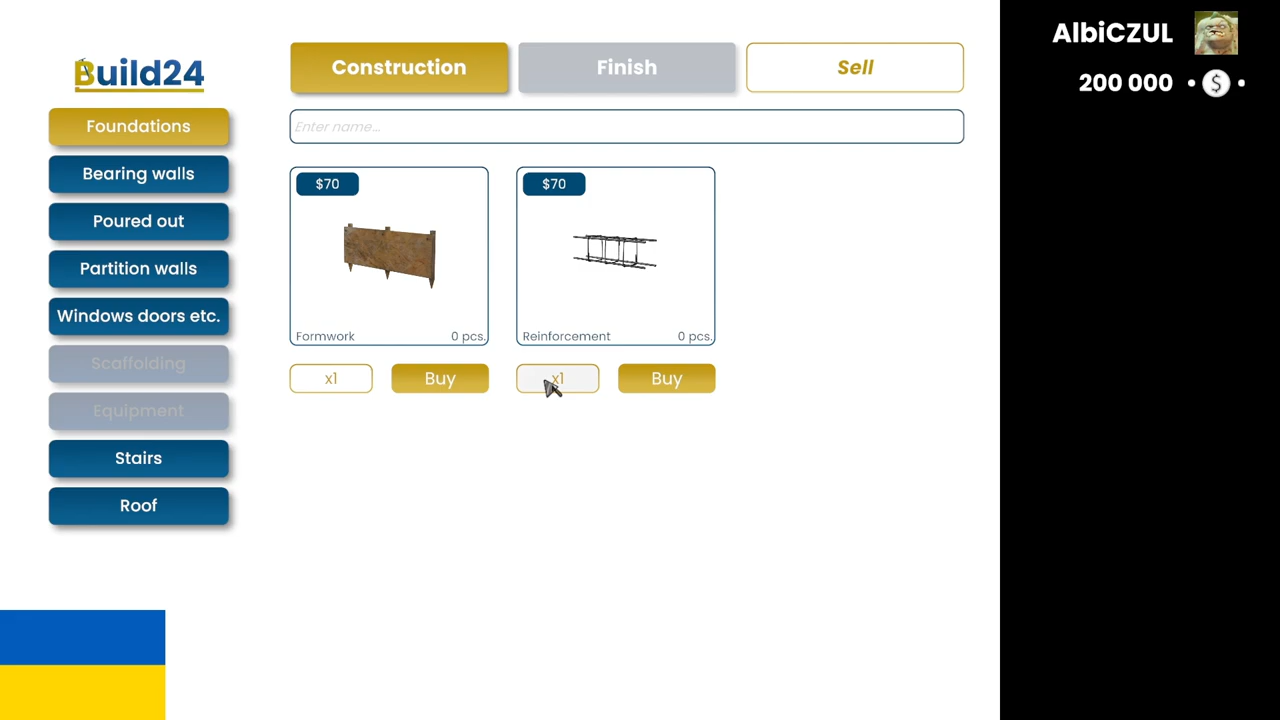 Build24
Construction
Finish
Sell
Enter name...
Foundations
Bearing walls
Poured out
Partition walls
Windows doors etc.
Scaffolding
Equipment
Stairs
Roof
$70
Formwork 0 pcs.
x1 Buy
$70
Reinforcement 0 pcs.
x1 Buy
AlbiCZUL
200 000 • $ •